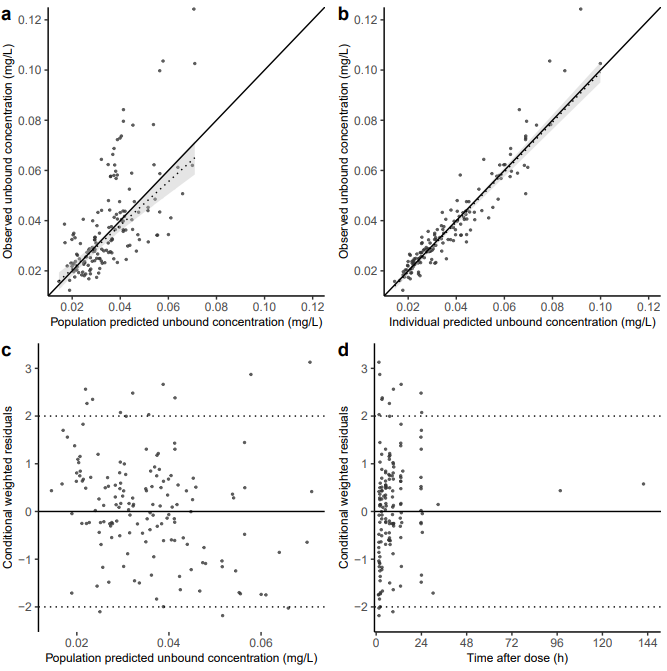 a
Observed unbound concentration (mg/L)
0.12
0.10
0.08
0.06
0.04
0.02
0.02 0.04 0.06 0.08 0.10 0.12
Population predicted unbound concentration (mg/L)
b
Observed unbound concentration (mg/L)
0.12
0.10
0.08
0.06
0.04
0.02
0.02 0.04 0.06 0.08 0.10 0.12
Individual predicted unbound concentration (mg/L)
c
Conditional weighted residuals
3
2
1
0
−1
−2
0.02 0.04 0.06
Population predicted unbound concentration (mg/L)
d
Conditional weighted residuals
3
2
1
0
−1
−2
0 24 48 72 96 120 144
Time after dose (h)